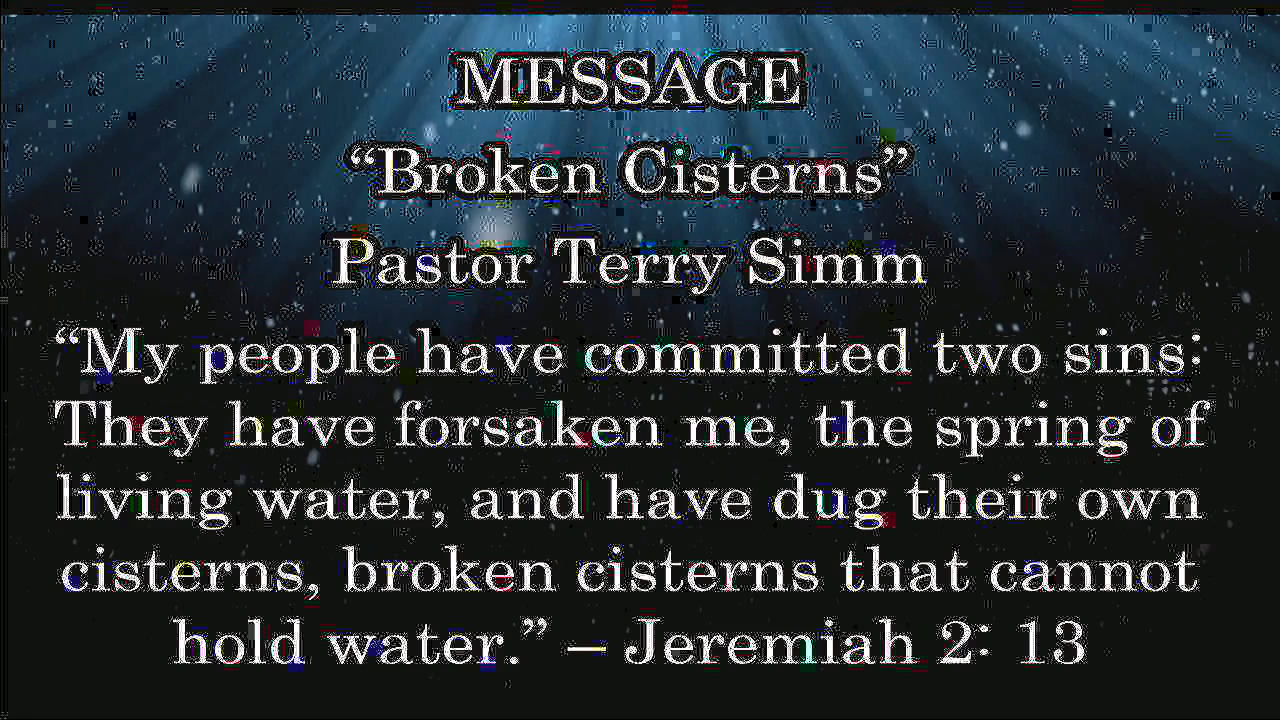 MESSAGE
“Broken Cisterns”
Pastor Terry Simm
“My people have committed two sins:
They have forsaken me, the spring of
living water, and have dug their own
cisterns, broken cisterns that cannot
hold water.” – Jeremiah 2: 13